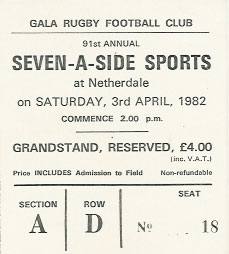 GALA RUGBY FOOTBALL CLUB
91st ANNUAL
SEVEN-A-SIDE SPORTS
at Netherdale
on SATURDAY, 3rd APRIL, 1982
COMMENCE 2.00 p.m.
GRANDSTAND, RESERVED, £4.00
(inc. V.A.T.)
Price INCLUDES Admission to Field Non-refundable
SECTION ROW SEAT
A D No 18